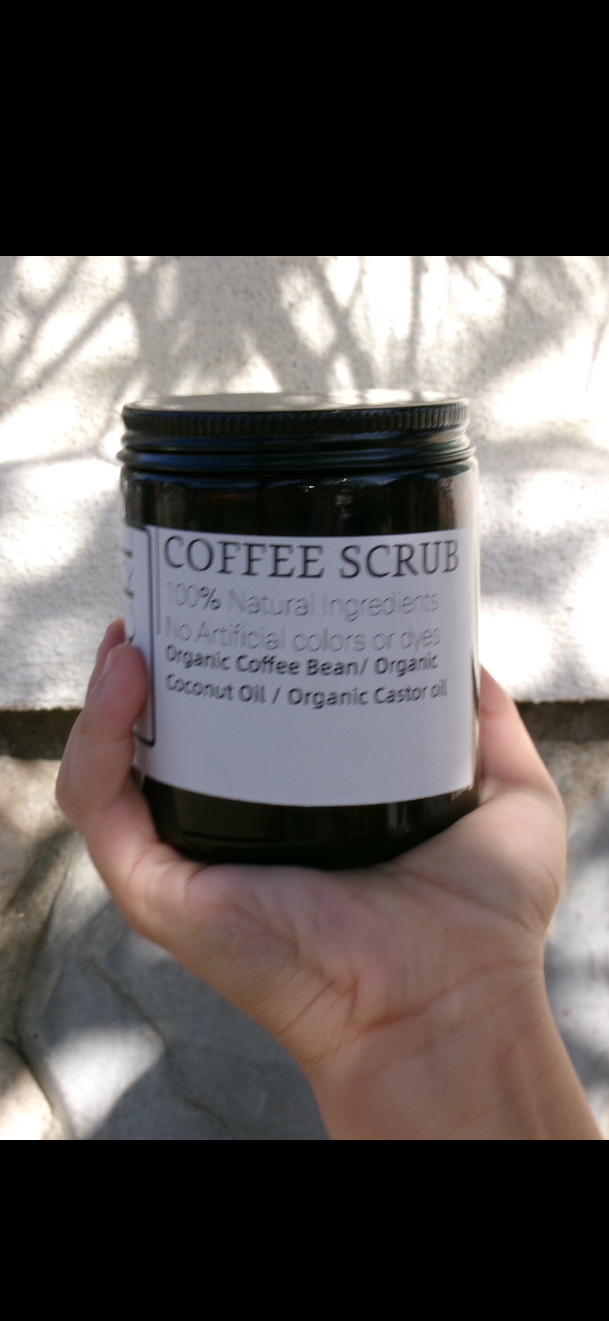 COFFEE SCRUB
100% Natural Ingredients
No Artificial colors or dyes
Organic Coffee Bean/ Organic
Coconut Oil / Organic Castor oil